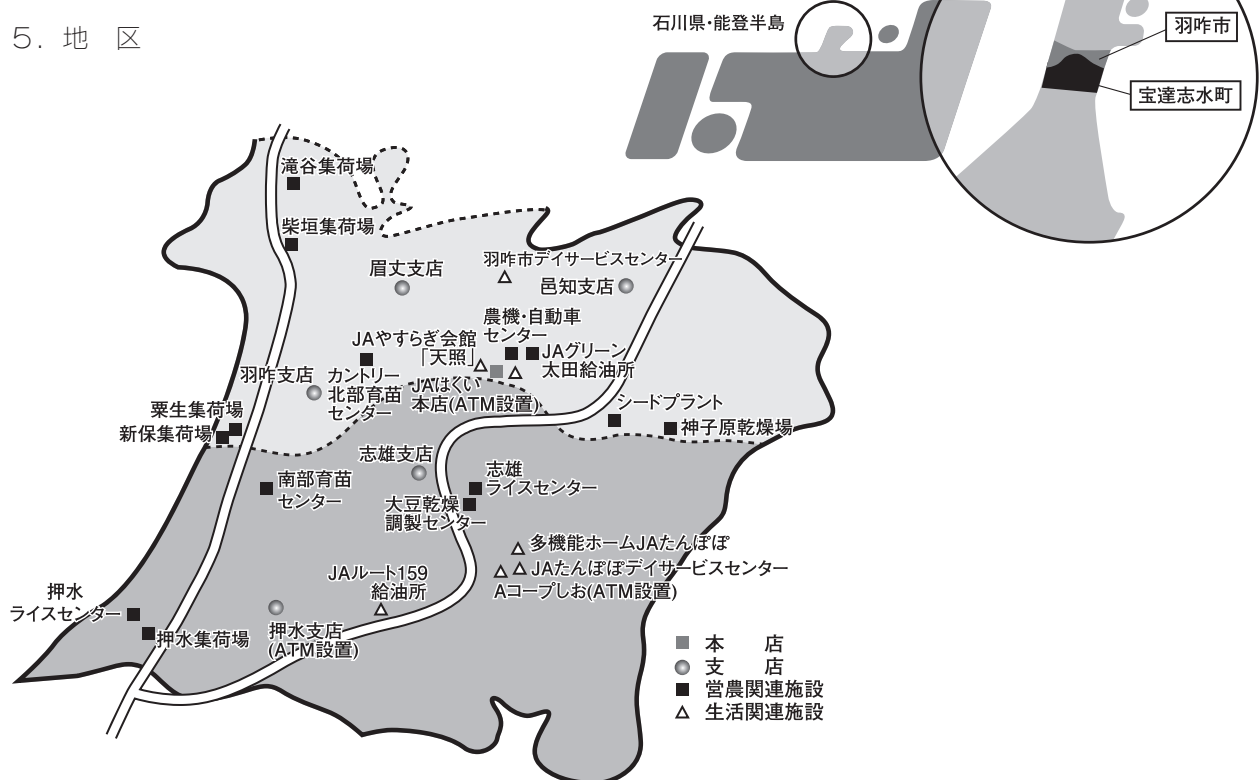 5. 地 区
石川県・能登半島
羽咋市
宝達志水町
滝谷集荷場
柴垣集荷場
眉丈支店
羽咋市デイサービスセンター
邑知支店
農機・自動車
センター
JAやすらぎ会館
「天照」
JAグリーン
太田給油所
羽咋支店
カントリー
北部育苗
センター
JAはくい
本店(ATM設置)
粟生集荷場
新保集荷場
シードプラント
神子原乾燥場
志雄支店
南部育苗
センター
志雄
ライスセンター
大豆乾燥
調製センター
多機能ホームJAたんぽぽ
JAたんぽぽデイサービスセンター
Aコープしお(ATM設置)
JAルート159
給油所
押水
ライスセンター
押水集荷場
押水支店
(ATM設置)
本 店
支 店
営農関連施設
生活関連施設